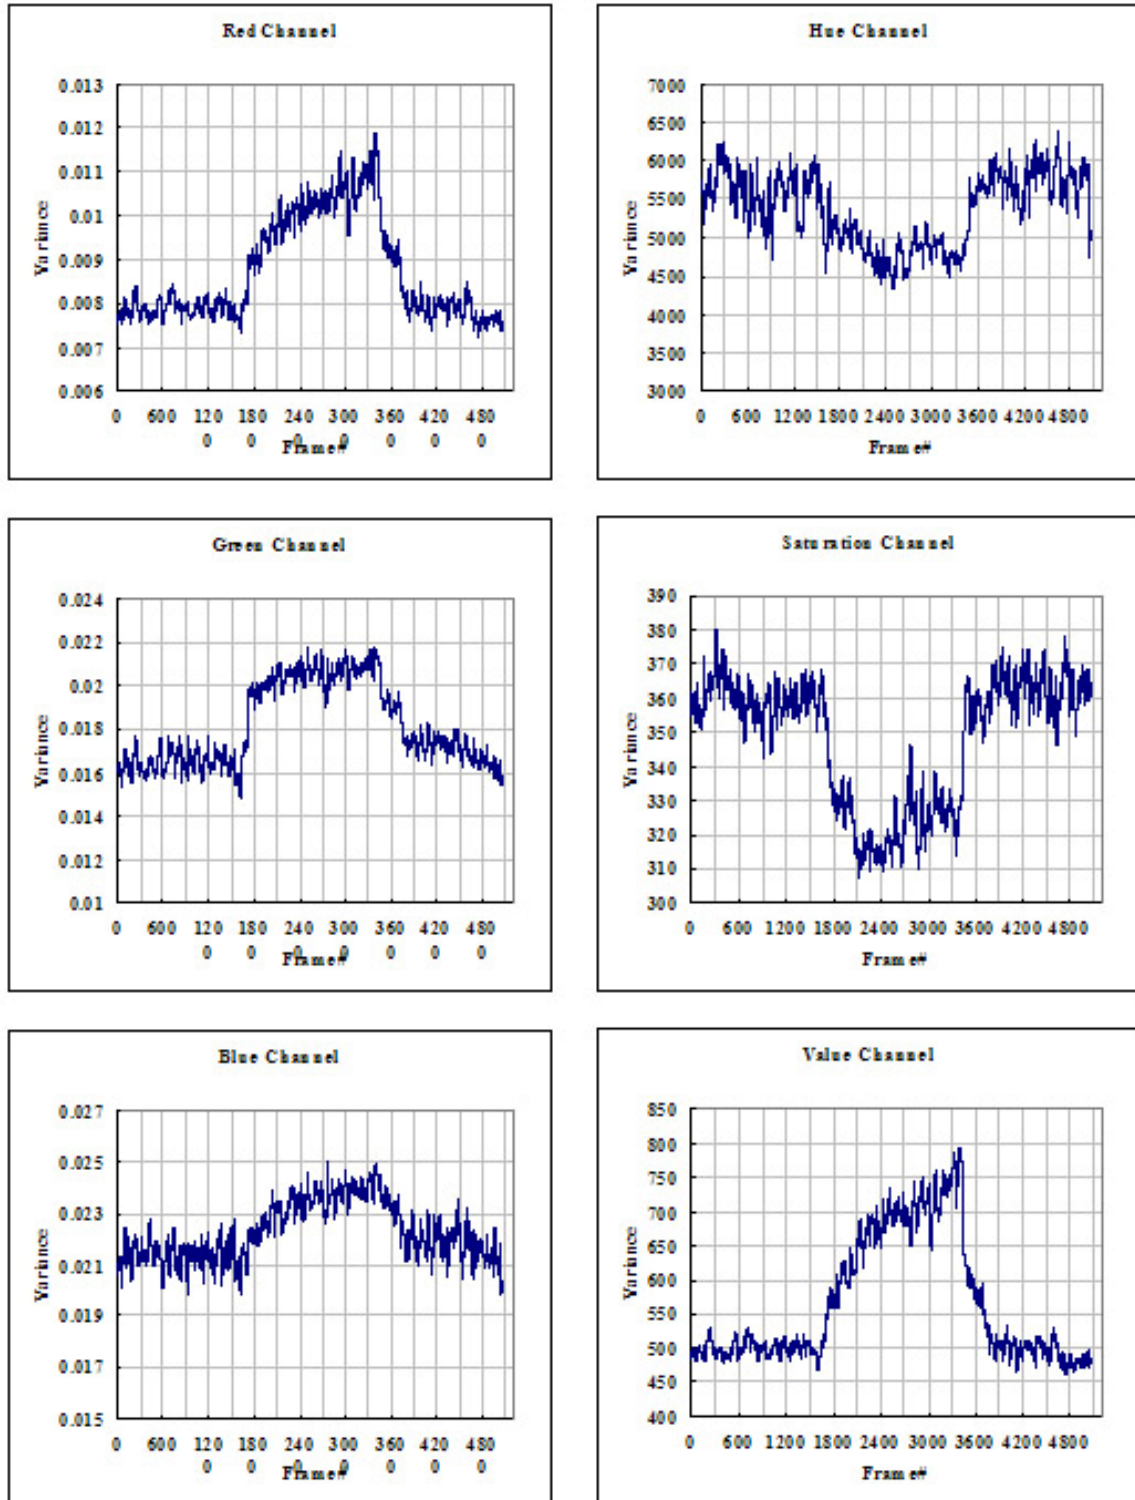 Red Channel
0.013
0.012
0.011
0.01
0.009
0.008
0.007
0.006
Variance
0 600 120 180 240 300 360 420 480
0 0 0 0 0 0 0
Frame#
Hue Channel
7000
6500
6000
5500
5000
4500
4000
3500
3000
Variance
0 600 1200 1800 2400 3000 3600 4200 4800
Frame#
Green Channel
0.024
0.022
0.02
0.018
0.016
0.014
0.012
0.01
Variance
0 600 120 180 240 300 360 420 480
0 0 0 0 0 0 0
Frame#
Saturation Channel
390
380
370
360
350
340
330
320
310
300
Variance
0 600 1200 1800 2400 3000 3600 4200 4800
Frame#
Blue Channel
0.027
0.025
0.023
0.021
0.019
0.017
0.015
Variance
0 600 120 180 240 300 360 420 480
0 0 0 0 0 0 0
Frame#
Value Channel
850
800
750
700
650
600
550
500
450
400
Variance
0 600 1800 2400 3000 3600 4200 4800
Frame#